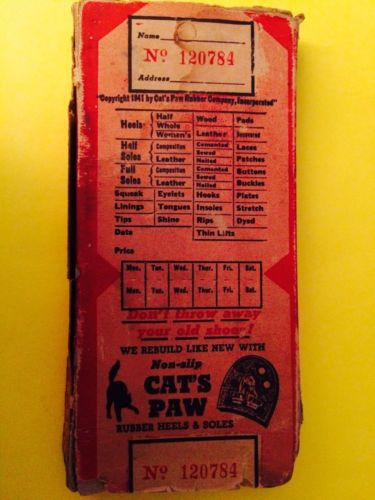 Name
No 120784
Address
"Copyright 1941 by Cat's Paw Rubber Company, Incorporated"
Heels Half Wood Pads
Whole Leather
Women's
Half Soles Composition Cemented Laces
Sewed
Leather Nailed Patches
Full Soles Composition Cemented Buttons
Sewed
Leather Nailed Buckles
Squeak Eyelets Hooks Plates
Linings Tongues Insoles Stretch
Tips Shine Rips Dyed
Date Thin Lifts
Price
Mon. Tue. Wed. Thur. Fri. Sat.
Mon. Tue. Wed. Thur. Fri. Sat.
Don't throw away
your old shoes!
WE REBUILD LIKE NEW WITH
Non-slip
CAT'S
PAW
RUBBER HEELS & SOLES
No 120784